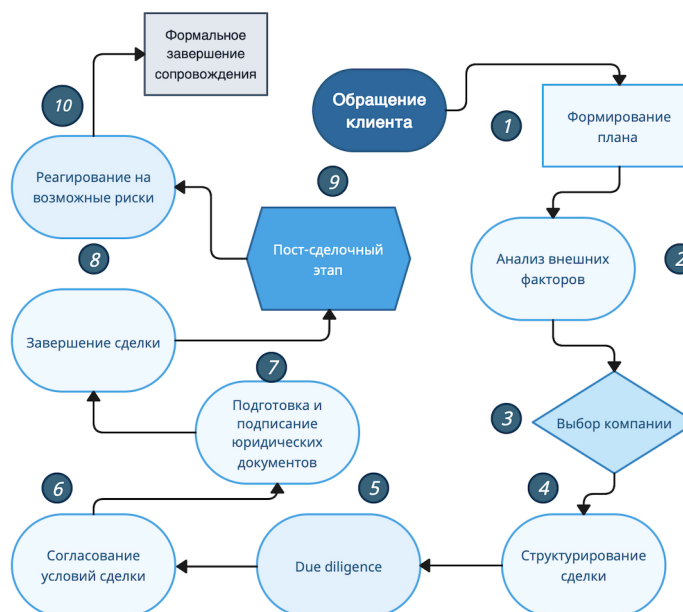 Обращение
клиента
1
Формирование
плана
2
Анализ внешних
факторов
3
Выбор компании
4
Структурирование
сделки
5
Due diligence
6
Согласование
условий сделки
7
Подготовка и
подписание
юридических
документов
8
Завершение сделки
9
Пост-сделочный
этап
10
Реагирование на
возможные риски
Формальное
завершение
сопровождения